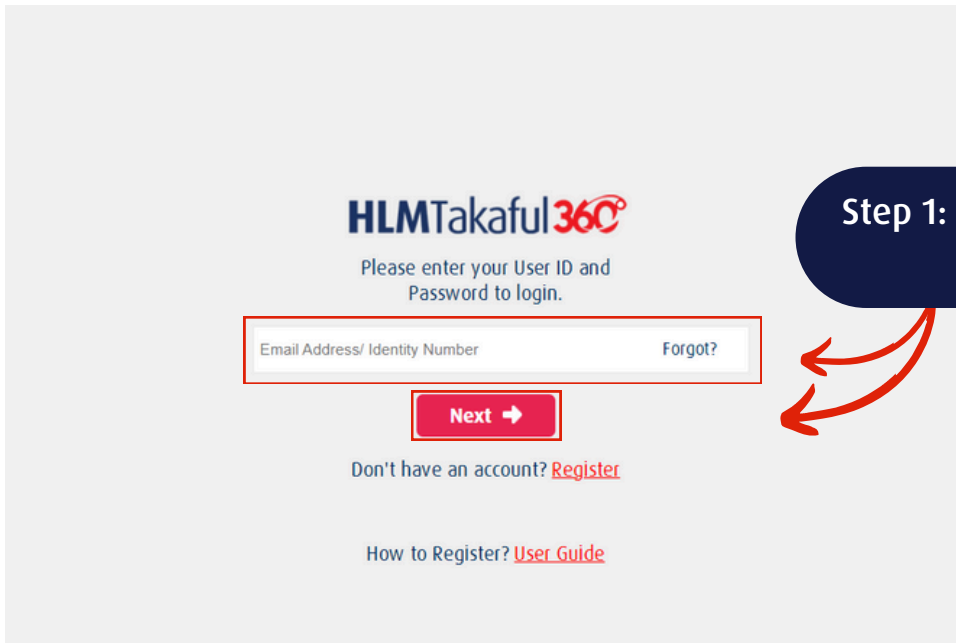 HLMTakaful360°
Please enter your User ID and
Password to login.
Email Address/ Identity Number Forgot?
Next
Don't have an account? Register
How to Register? User Guide
Step 1: